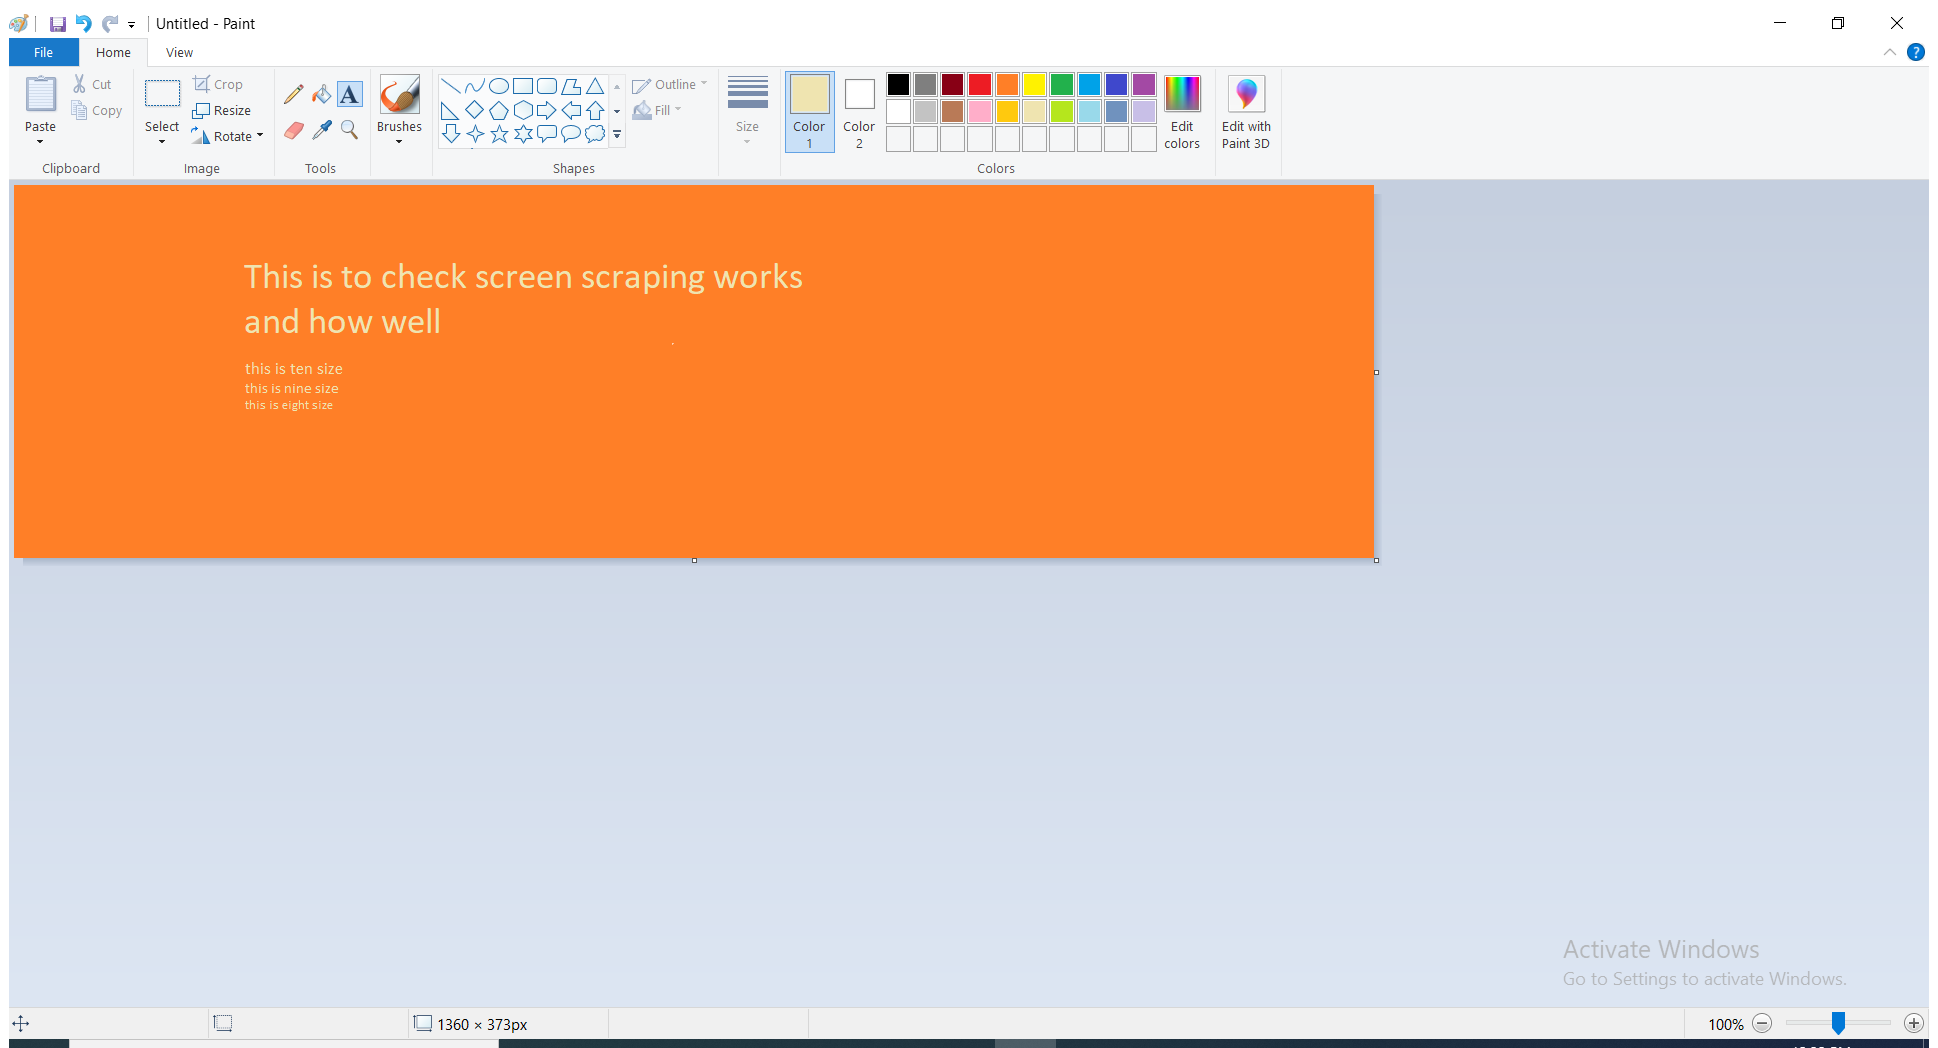 Untitled - Paint
File Home View
Paste
Cut
Copy
Clipboard
Select
Crop
Resize
Rotate
Image
A
Tools
Brushes
Outline
Fill
Shapes
Size
Color 1
Color 2
Edit colors
Colors
Edit with Paint 3D
?
This is to check screen scraping works
and how well
this is ten size
this is nine size
this is eight size
Activate Windows
Go to Settings to activate Windows.
1360 × 373px
100%